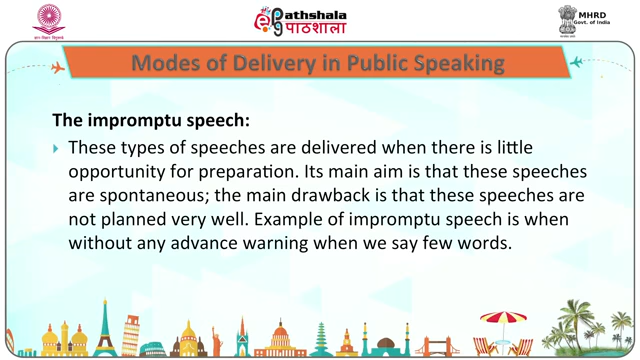 ePathshala
पाठशाला
MHRD
Govt. of India
Modes of Delivery in Public Speaking
The impromptu speech:
These types of speeches are delivered when there is little
opportunity for preparation. Its main aim is that these speeches
are spontaneous; the main drawback is that these speeches are
not planned very well. Example of impromptu speech is when
without any advance warning when we say few words.